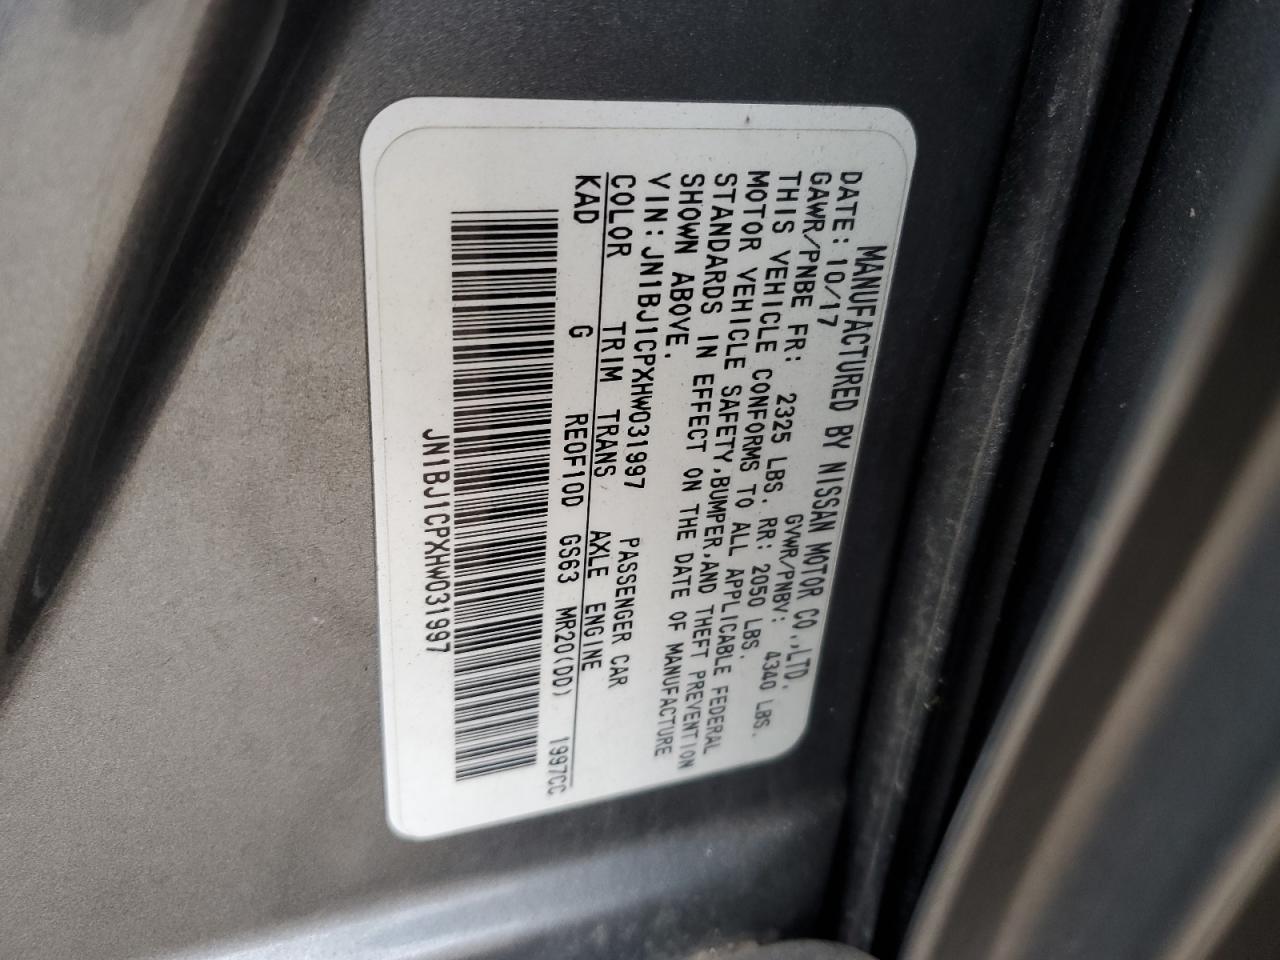 MANUFACTURED BY NISSAN MOTOR CO.,LTD.
DATE: 10/17 GVWR/PNBV: 4340 LBS.
GAWR/PNBE FR: 2325 LBS. RR: 2050 LBS.
THIS VEHICLE CONFORMS TO ALL APPLICABLE FEDERAL
MOTOR VEHICLE SAFETY,BUMPER,AND THEFT PREVENTION
STANDARDS IN EFFECT ON THE DATE OF MANUFACTURE
SHOWN ABOVE.
VIN: JN1BJ1CPXHW031997 PASSENGER CAR
COLOR TRIM TRANS AXLE ENGINE
KAD G RE0F10D GS63 MR20(DD) 1997CC
JN1BJ1CPXHW031997